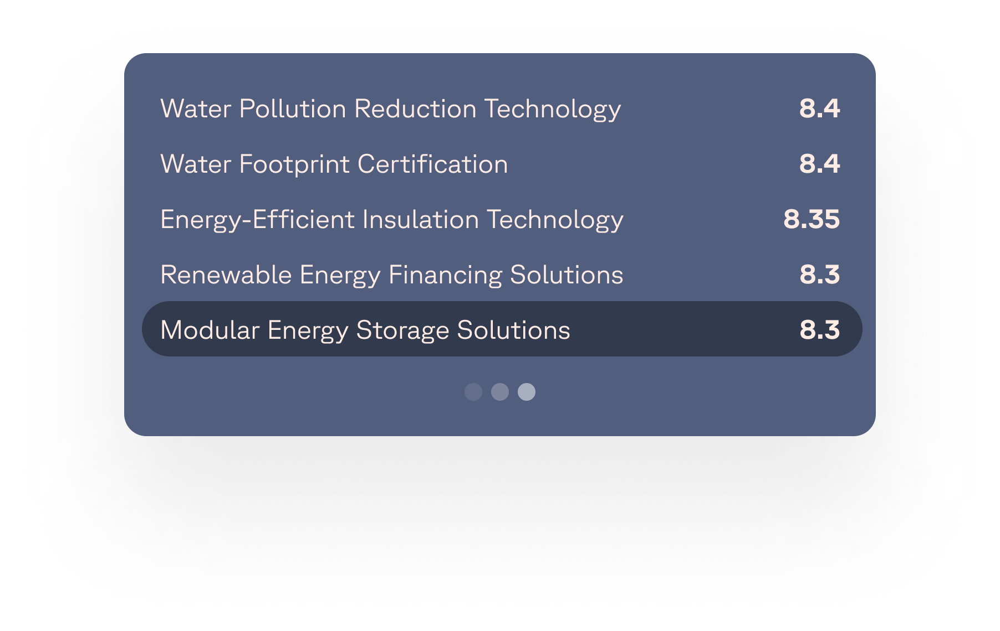 Water Pollution Reduction Technology 8.4
Water Footprint Certification 8.4
Energy-Efficient Insulation Technology 8.35
Renewable Energy Financing Solutions 8.3
Modular Energy Storage Solutions 8.3